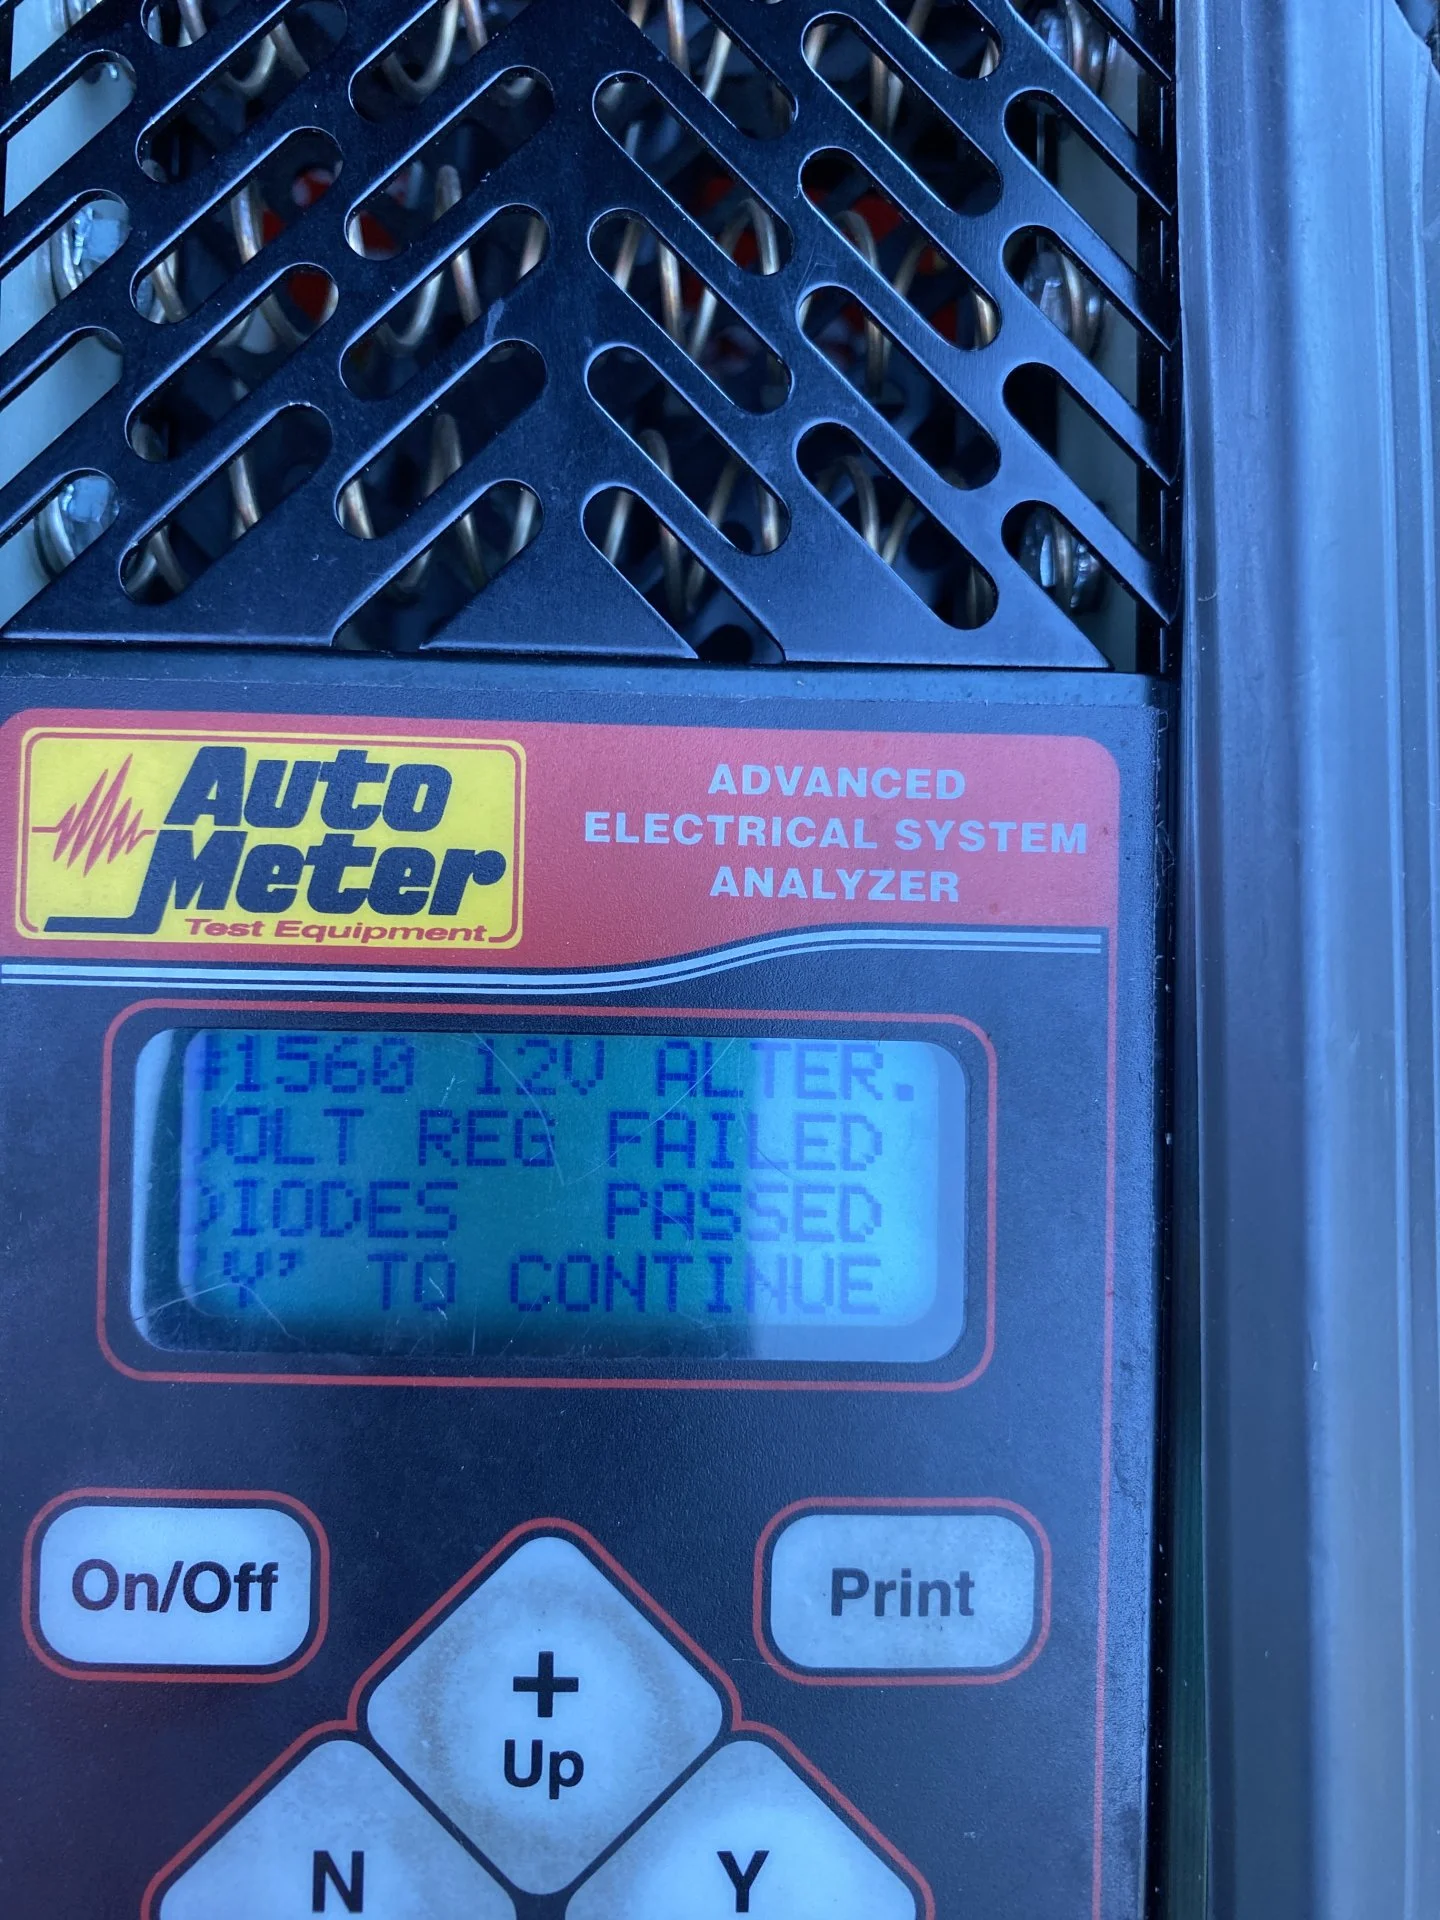 Auto
Meter
Test Equipment
ADVANCED
ELECTRICAL SYSTEM
ANALYZER
#1560 12V ALTER.
VOLT REG FAILED
DIODES PASSED
'Y' TO CONTINUE
On/Off
Print
+
Up
N
Y